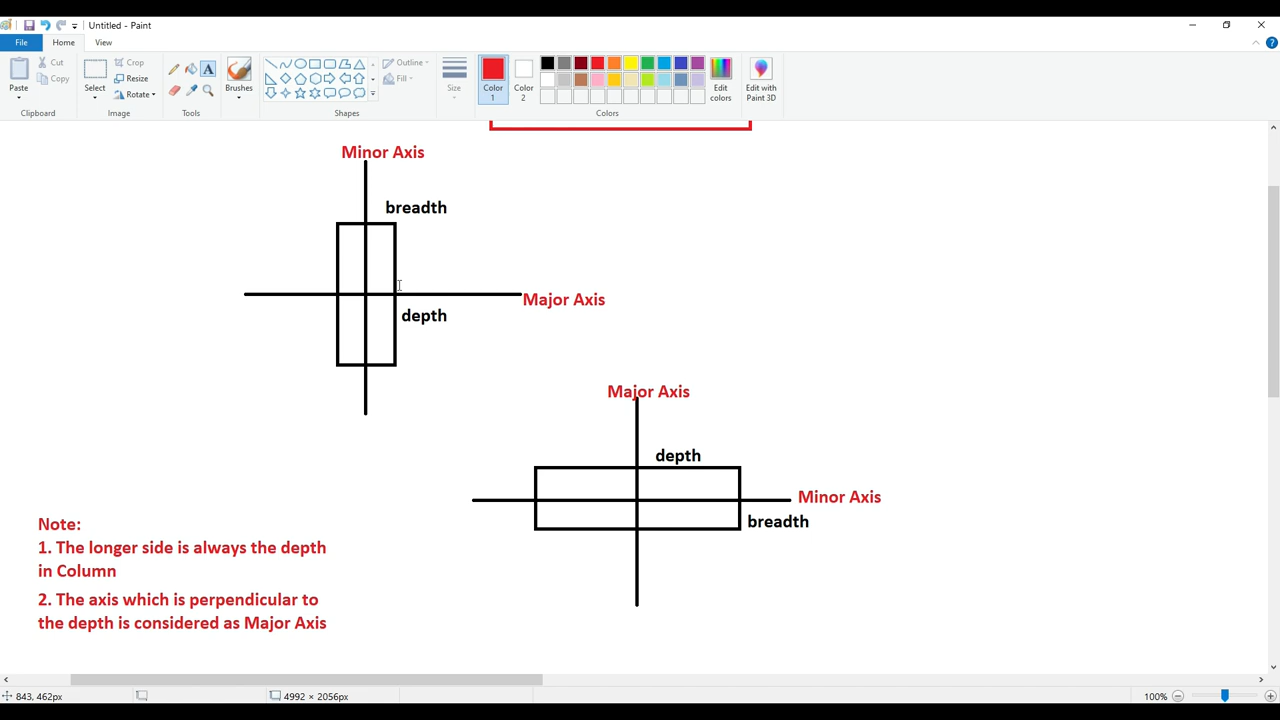 Untitled - Paint
File Home View
Paste
Cut
Copy
Clipboard
Select
Crop
Resize
Rotate
Image
Tools
Brushes
Shapes
Outline
Fill
Size
Color 1
Color 2
Edit colors
Colors
Edit with Paint 3D
Minor Axis
breadth
Major Axis
depth
Major Axis
depth
Minor Axis
breadth
Note:
1. The longer side is always the depth
in Column
2. The axis which is perpendicular to
the depth is considered as Major Axis
843, 462px
4992 × 2056px
100%